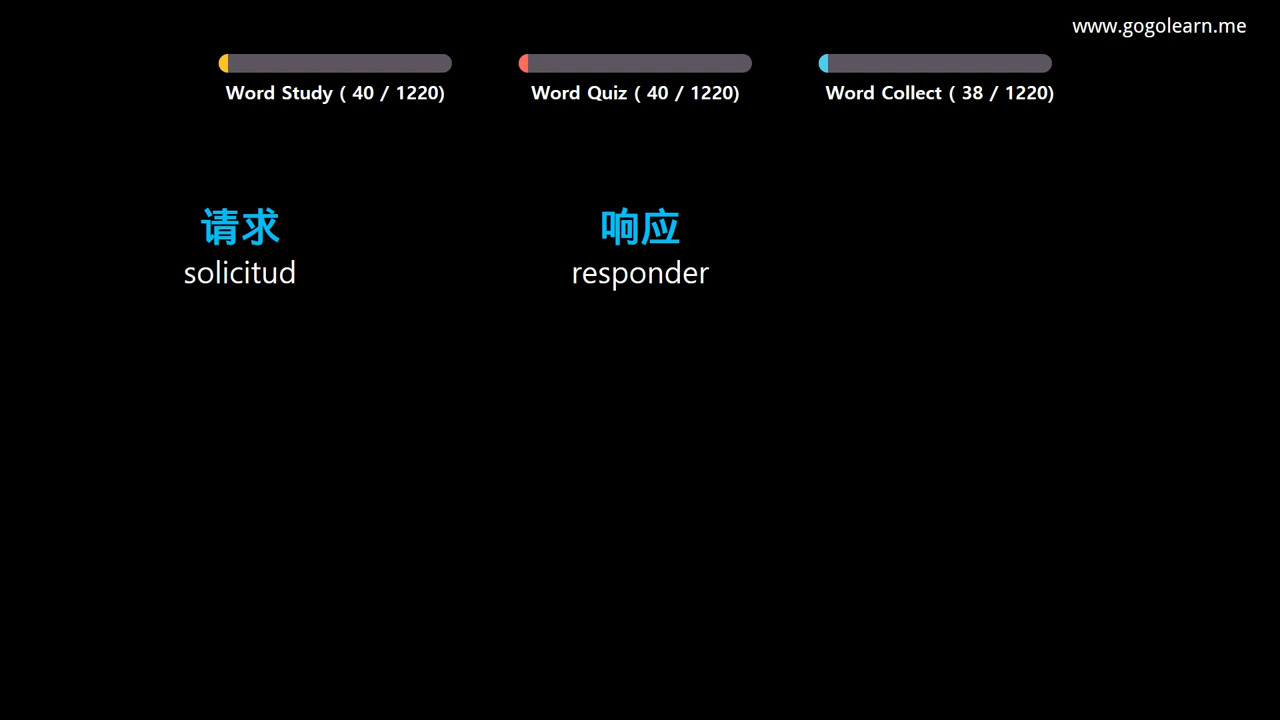 www.gogolearn.me
Word Study ( 40 / 1220)
Word Quiz ( 40 / 1220)
Word Collect ( 38 / 1220)
请求
solicitud
响应
responder